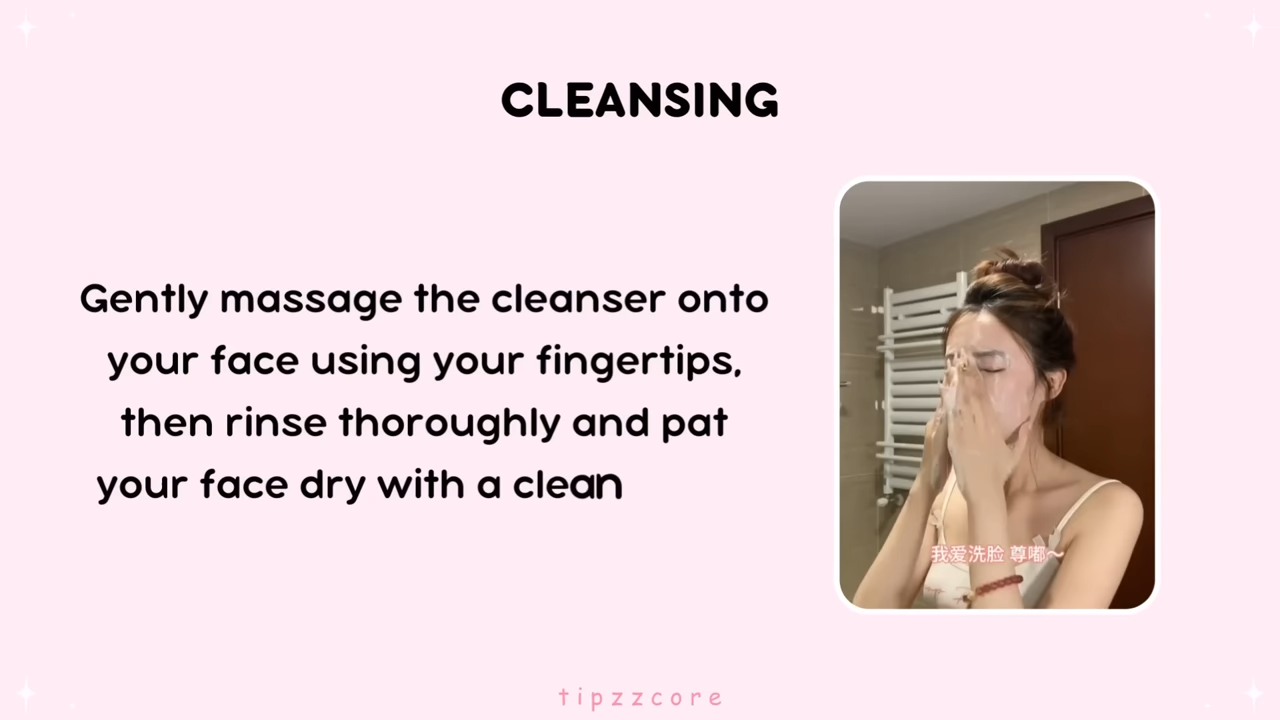 CLEANSING
Gently massage the cleanser onto
your face using your fingertips,
then rinse thoroughly and pat
your face dry with a clean
我爱洗脸 尊嘟～
tipzzcore